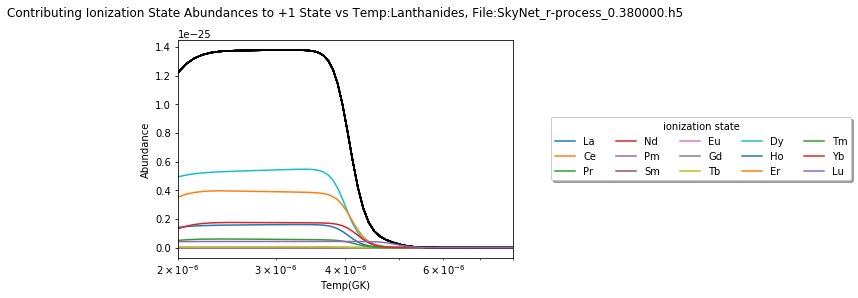 Contributing Ionization State Abundances to +1 State vs Temp:Lanthanides, File:SkyNet_r-process_0.380000.h5
1e−25
1.4
1.2
1.0
0.8
0.6
0.4
0.2
0.0
Abundance
2 × 10⁻⁶ 3 × 10⁻⁶ 4 × 10⁻⁶ 6 × 10⁻⁶
Temp(GK)
ionization state
La Nd Eu Dy Tm
Ce Pm Gd Ho Yb
Pr Sm Tb Er Lu